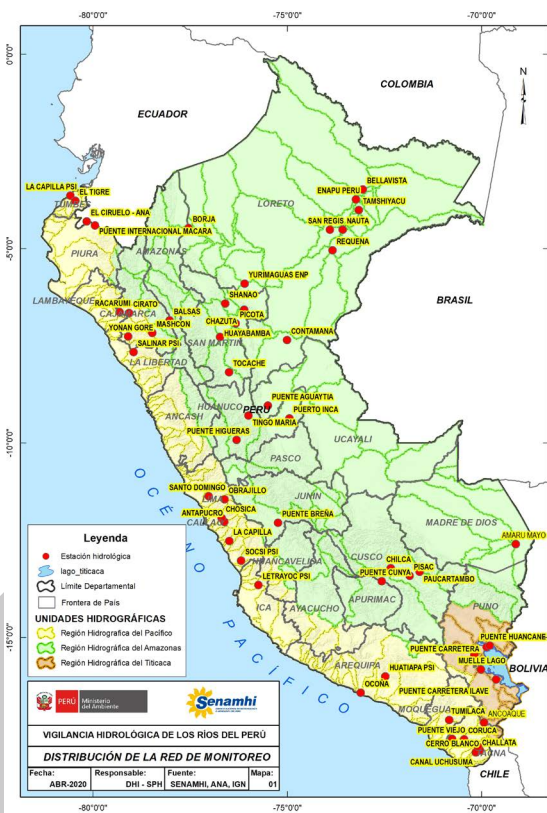 -80°0'0"
-75°0'0"
-70°0'0"
0°0'0"
COLOMBIA
N
ECUADOR
BELLAVISTA
LA CAPILLA PSI
ENAPU PERU
EL TIGRE
TAMSHIYACU
TUMBES
LORETO
EL CIRUELO - ANA
BORJA
SAN REGIS
NAUTA
PUENTE INTERNACIONAL MACARA
REQUENA
-5°0'0"
AMAZONAS
PIURA
YURIMAGUAS ENP
SHANAO
BRASIL
LAMBAYEQUE
RACARUMI
CIRATO
BALSAS
PICOTA
CAJAMARCA
CHAZUTA
YONAN GORE
MASHCON
HUAYABAMBA
SALINAR PSI
SAN MARTIN
CONTAMANA
LA LIBERTAD
TOCACHE
PUENTE AGUAYTIA
HUANUCO
PERÚ
PUERTO INCA
ANCASH
TINGO MARIA
PUENTE HIGUERAS
UCAYALI
-10°0'0"
PASCO
SANTO DOMINGO
OBRAJILLO
LIMA
JUNIN
ANTAPUCRO
CHOSICA
PUENTE BREÑA
MADRE DE DIOS
CALLAO
LA CAPILLA
AMARU MAYO
SOCSI PSI
HUANCAVELICA
CUSCO
CHILCA
PISAC
PUENTE CUNYA
PAUCARTAMBO
LETRAYOC PSI
ICA
AYACUCHO
APURIMAC
PUNO
-15°0'0"
OCÉANO PACÍFICO
PUENTE HUANCANE
PUENTE CARRETERA
MUELLE LAGO
BOLIVIA
AREQUIPA
HUATIAPA PSI
OCOÑA
PUENTE CARRETERA ILAVE
MOQUEGUA
TUMILACA
ANCOAQUE
PUENTE VIEJO
CORUCA
CERRO BLANCO
CHALLATA
TACNA
CANAL UCHUSUMA
CHILE
Leyenda
Estación hidrológica
lago_titicaca
Límite Departamental
Frontera de País
UNIDADES HIDROGRÁFICAS
Región Hidrografica del Pacífico
Región Hidrografica del Amazonas
Región Hidrografica del Titicaca
PERÚ
Ministerio
del Ambiente
Senamhi
VIGILANCIA HIDROLÓGICA DE LOS RÍOS DEL PERÚ
DISTRIBUCIÓN DE LA RED DE MONITOREO
Fecha: Responsable: Fuente: Mapa:
ABR-2020 DHI - SPH SENAMHI, ANA, IGN 01
-80°0'0"
-75°0'0"
-70°0'0"